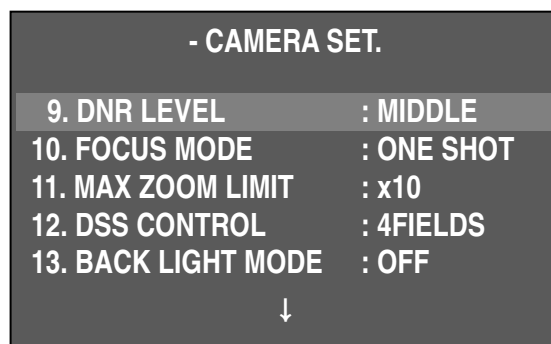 - CAMERA SET.
9. DNR LEVEL : MIDDLE
10. FOCUS MODE : ONE SHOT
11. MAX ZOOM LIMIT : x10
12. DSS CONTROL : 4FIELDS
13. BACK LIGHT MODE : OFF
↓